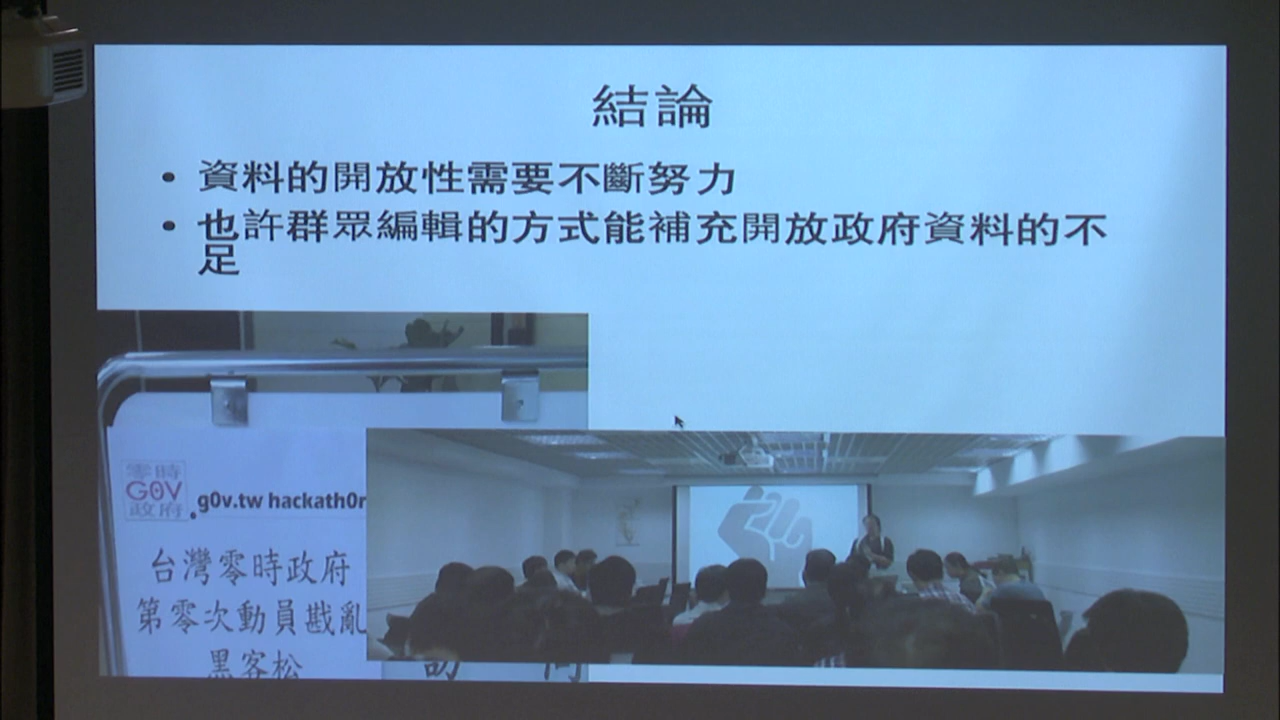 結論
• 資料的開放性需要不斷努力
• 也許群眾編輯的方式能補充開放政府資料的不
足
零時
G0V
政府
.g0v.tw hackath0
台灣零時政府
第零次動員戡亂
黑客松